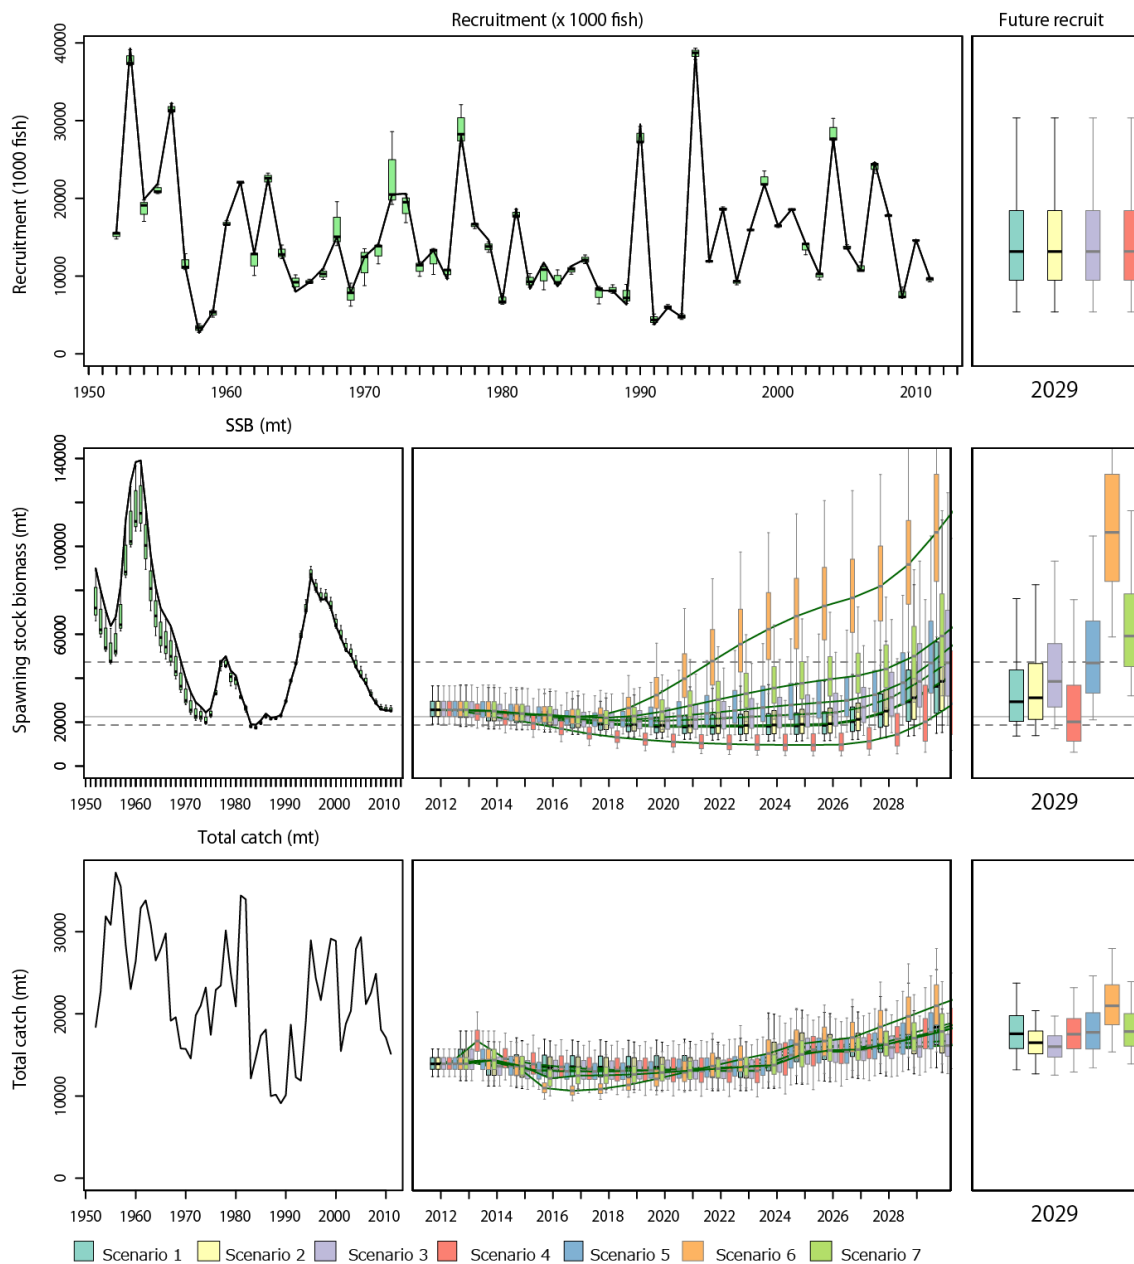 Recruitment (x 1000 fish)
Future recruit
Recruitment (1000 fish)
40000
30000
20000
10000
0
1950 1960 1970 1980 1990 2000 2010
2029
SSB (mt)
Spawning stock biomass (mt)
140000
100000
60000
20000
0
1950 1960 1970 1980 1990 2000 2010
2012 2014 2016 2018 2020 2022 2024 2026 2028
2029
Total catch (mt)
Total catch (mt)
30000
20000
10000
0
1950 1960 1970 1980 1990 2000 2010
2012 2014 2016 2018 2020 2022 2024 2026 2028
2029
Scenario 1 Scenario 2 Scenario 3 Scenario 4 Scenario 5 Scenario 6 Scenario 7